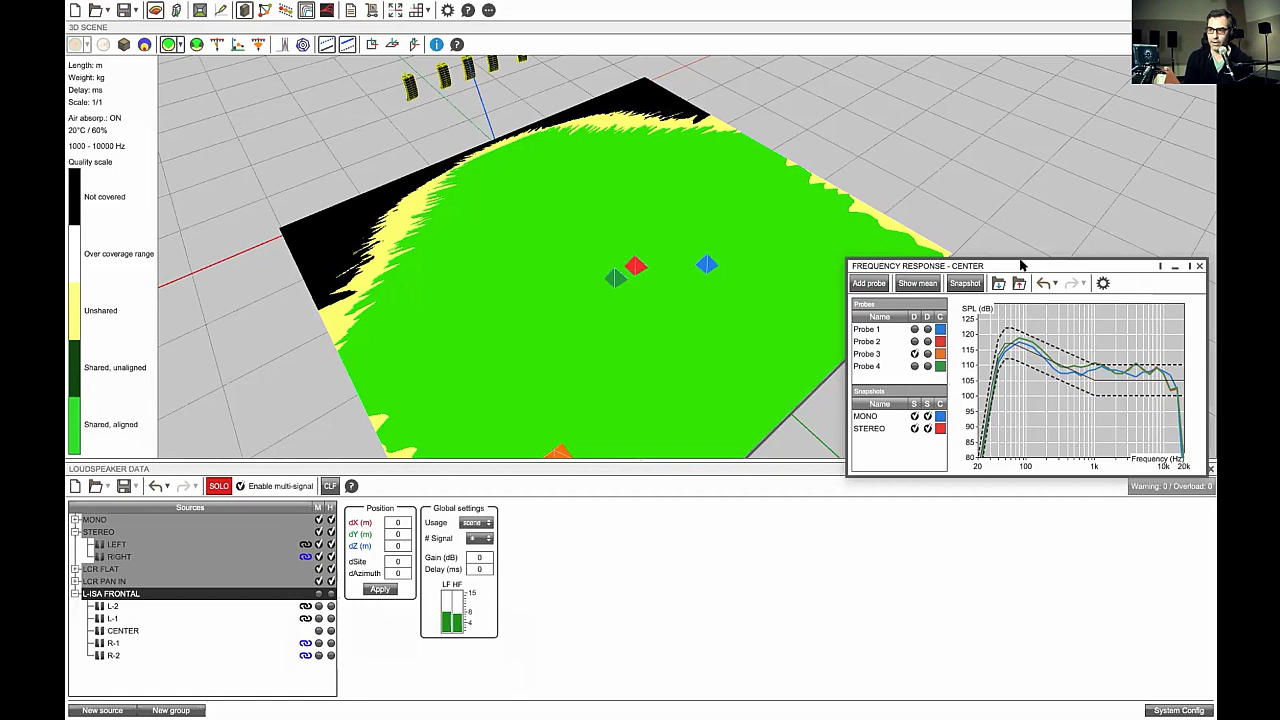 3D SCENE
Length: m
Weight: kg
Delay: ms
Scale: 1/1
Air absorp.: ON
20°C / 60%
1000 - 10000 Hz
Quality scale
Not covered
Over coverage range
Unshared
Shared, unaligned
Shared, aligned
FREQUENCY RESPONSE - CENTER
Add probe Show mean Snapshot
Probes
Name D D C
Probe 1
Probe 2
Probe 3
Probe 4
Snapshots
Name S S C
MONO
STEREO
SPL (dB)
125
120
115
110
105
100
95
90
85
80
Frequency (Hz
20 100 1k 10k 20k
LOUDSPEAKER DATA
SOLO Enable multi-signal CLF
Warning: 0 / Overload: 0
Sources M H
MONO
STEREO
LEFT
RIGHT
LCR FLAT
LCR PAN IN
L-ISA FRONTAL
L-2
L-1
CENTER
R-1
R-2
Position
dX (m) 0
dY (m) 0
dZ (m) 0
dSite 0
dAzimuth 0
Apply
Global settings
Usage scene
# Signal *
Gain (dB) 0
Delay (ms) 0
LF HF
15
8
4
New source New group
System Config